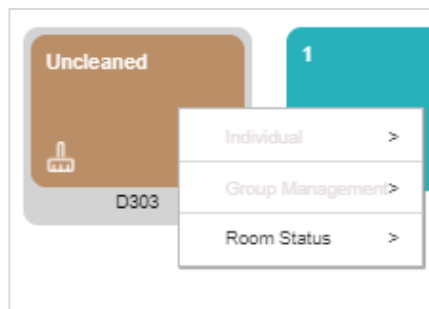 Uncleaned
1
Individual >
Group Management >
D303
Room Status >